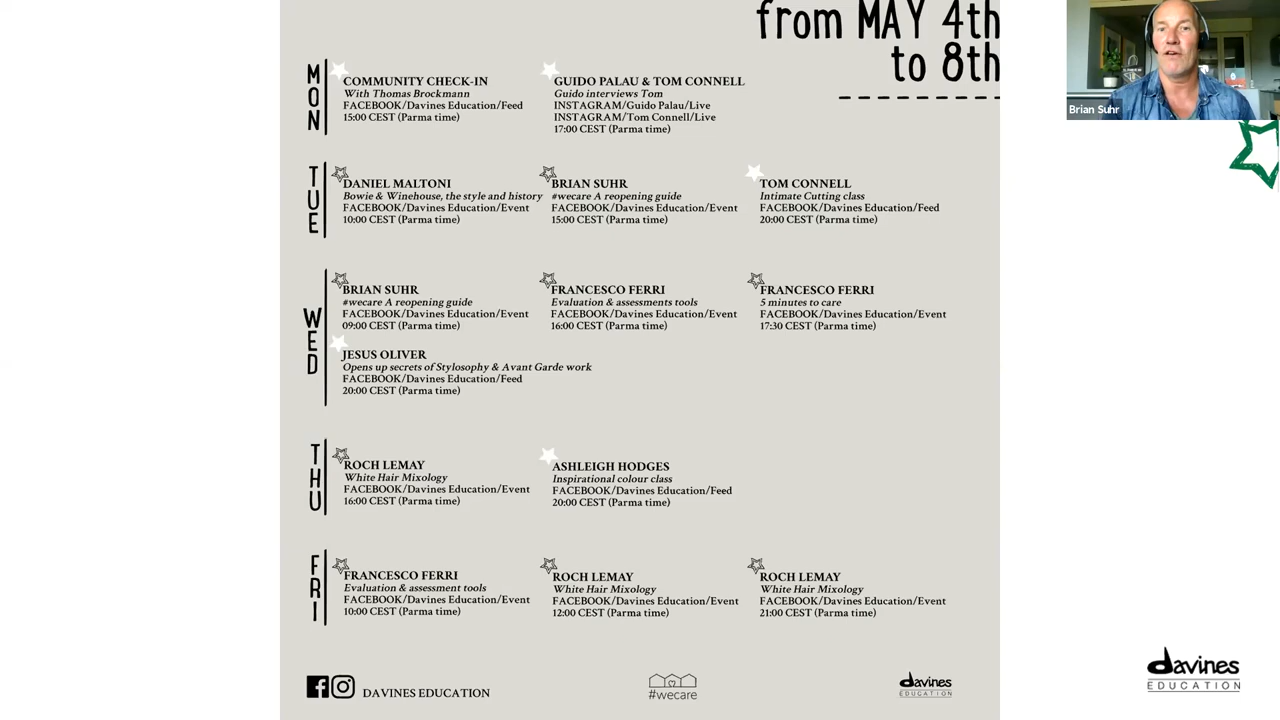 from MAY 4th
to 8th
MON
COMMUNITY CHECK-IN
With Thomas Brockmann
FACEBOOK/Davines Education/Feed
15:00 CEST (Parma time)
GUIDO PALAU & TOM CONNELL
Guido interviews Tom
INSTAGRAM/Guido Palau/Live
INSTAGRAM/Tom Connell/Live
17:00 CEST (Parma time)
TUE
DANIEL MALTONI
Bowie & Winehouse, the style and history
FACEBOOK/Davines Education/Event
10:00 CEST (Parma time)
BRIAN SUHR
#wecare A reopening guide
FACEBOOK/Davines Education/Event
15:00 CEST (Parma time)
TOM CONNELL
Intimate Cutting class
FACEBOOK/Davines Education/Feed
20:00 CEST (Parma time)
WED
BRIAN SUHR
#wecare A reopening guide
FACEBOOK/Davines Education/Event
09:00 CEST (Parma time)
FRANCESCO FERRI
Evaluation & assessments tools
FACEBOOK/Davines Education/Event
16:00 CEST (Parma time)
FRANCESCO FERRI
5 minutes to care
FACEBOOK/Davines Education/Event
17:30 CEST (Parma time)
JESUS OLIVER
Opens up secrets of Stylosophy & Avant Garde work
FACEBOOK/Davines Education/Feed
20:00 CEST (Parma time)
THU
ROCH LEMAY
White Hair Mixology
FACEBOOK/Davines Education/Event
16:00 CEST (Parma time)
ASHLEIGH HODGES
Inspirational colour class
FACEBOOK/Davines Education/Feed
20:00 CEST (Parma time)
FRI
FRANCESCO FERRI
Evaluation & assessment tools
FACEBOOK/Davines Education/Event
10:00 CEST (Parma time)
ROCH LEMAY
White Hair Mixology
FACEBOOK/Davines Education/Event
12:00 CEST (Parma time)
ROCH LEMAY
White Hair Mixology
FACEBOOK/Davines Education/Event
21:00 CEST (Parma time)
DAVINES EDUCATION
#wecare
davines
EDUCATION
Brian Suhr
davines
EDUCATION